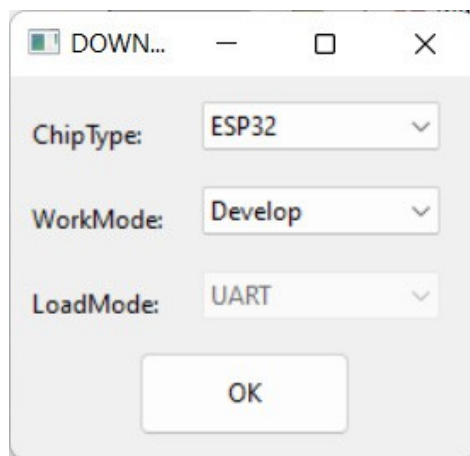 DOWN...
ChipType: ESP32
WorkMode: Develop
LoadMode: UART
OK